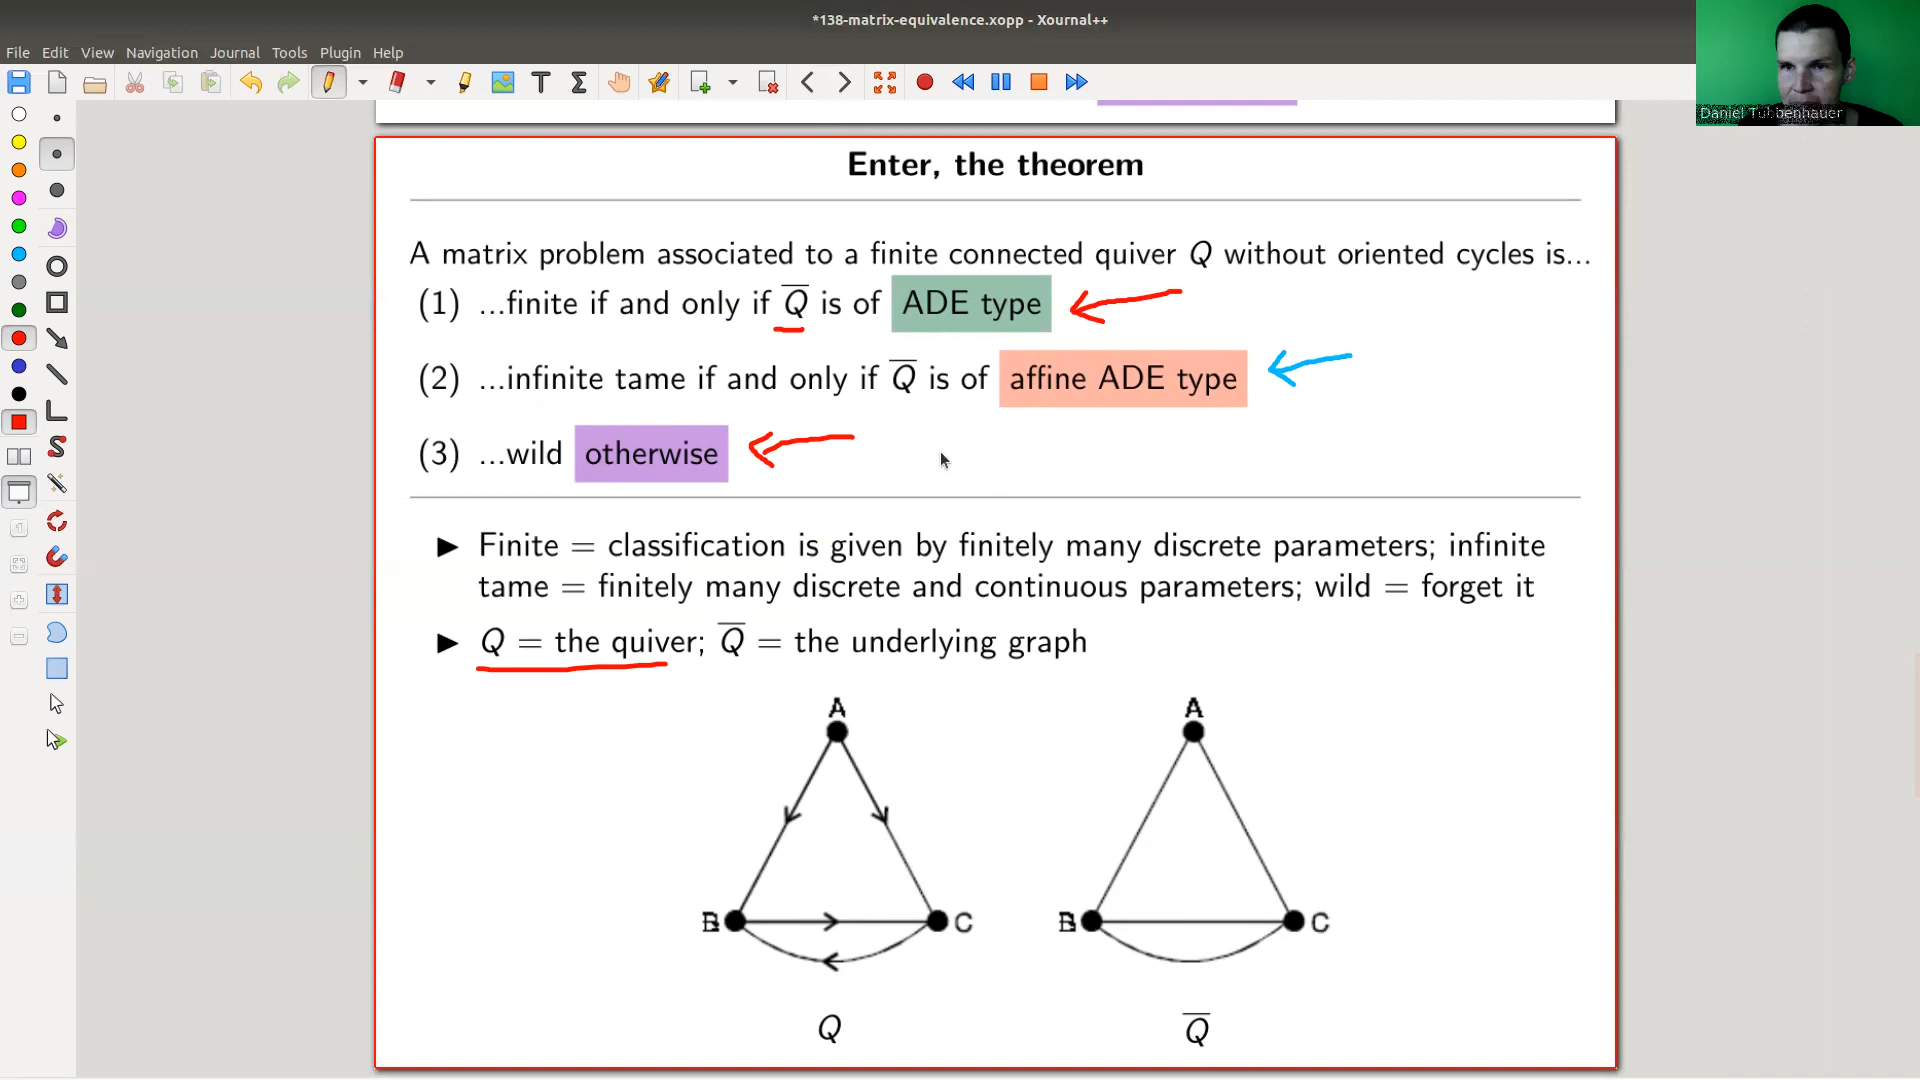 *138-matrix-equivalence.xopp - Xournal++
File Edit View Navigation Journal Tools Plugin Help
Daniel Tubbenhauer
Enter, the theorem
A matrix problem associated to a finite connected quiver Q without oriented cycles is...
(1) ...finite if and only if Q̅ is of ADE type
(2) ...infinite tame if and only if Q̅ is of affine ADE type
(3) ...wild otherwise
▶ Finite = classification is given by finitely many discrete parameters; infinite
tame = finitely many discrete and continuous parameters; wild = forget it
▶ Q = the quiver; Q̅ = the underlying graph
A A
B C B C
Q Q̅